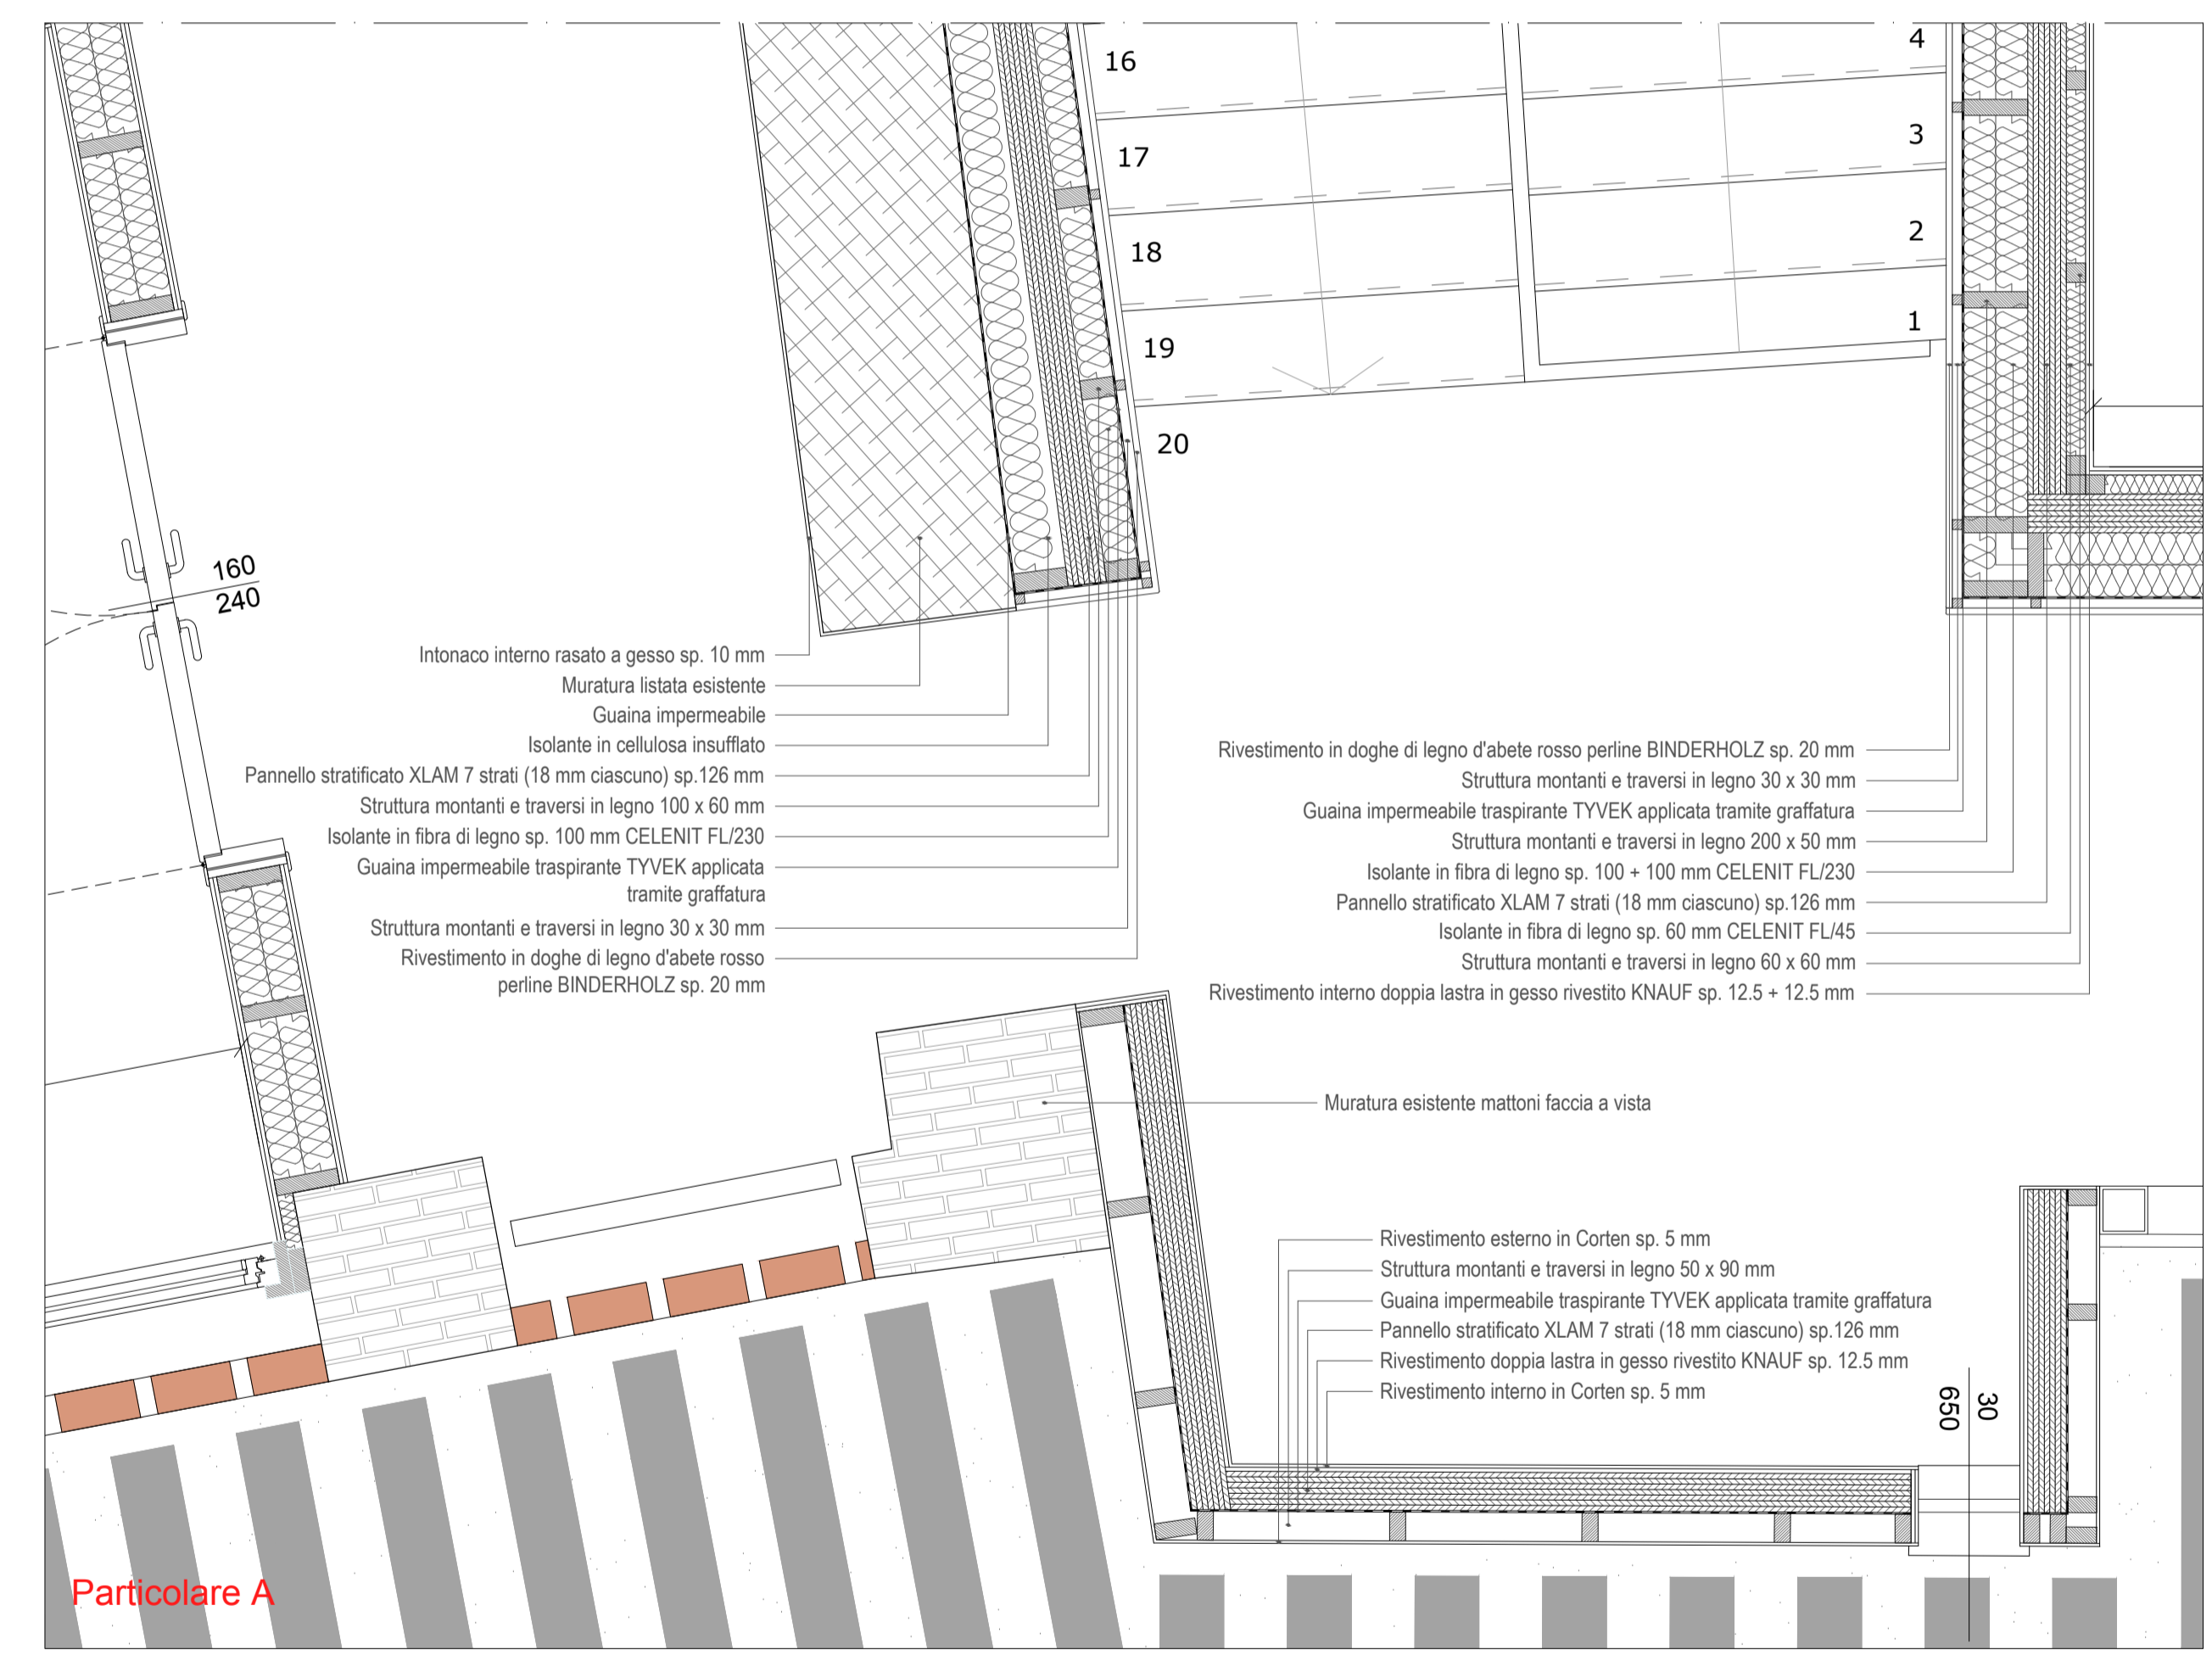 16
17
18
19
20
4
3
2
1
160
240
Intonaco interno rasato a gesso sp. 10 mm
Muratura listata esistente
Guaina impermeabile
Isolante in cellulosa insufflato
Pannello stratificato XLAM 7 strati (18 mm ciascuno) sp.126 mm
Struttura montanti e traversi in legno 100 x 60 mm
Isolante in fibra di legno sp. 100 mm CELENIT FL/230
Guaina impermeabile traspirante TYVEK applicata
tramite graffatura
Struttura montanti e traversi in legno 30 x 30 mm
Rivestimento in doghe di legno d'abete rosso
perline BINDERHOLZ sp. 20 mm
Rivestimento in doghe di legno d'abete rosso perline BINDERHOLZ sp. 20 mm
Struttura montanti e traversi in legno 30 x 30 mm
Guaina impermeabile traspirante TYVEK applicata tramite graffatura
Struttura montanti e traversi in legno 200 x 50 mm
Isolante in fibra di legno sp. 100 + 100 mm CELENIT FL/230
Pannello stratificato XLAM 7 strati (18 mm ciascuno) sp.126 mm
Isolante in fibra di legno sp. 60 mm CELENIT FL/45
Struttura montanti e traversi in legno 60 x 60 mm
Rivestimento interno doppia lastra in gesso rivestito KNAUF sp. 12.5 + 12.5 mm
Muratura esistente mattoni faccia a vista
Rivestimento esterno in Corten sp. 5 mm
Struttura montanti e traversi in legno 50 x 90 mm
Guaina impermeabile traspirante TYVEK applicata tramite graffatura
Pannello stratificato XLAM 7 strati (18 mm ciascuno) sp.126 mm
Rivestimento doppia lastra in gesso rivestito KNAUF sp. 12.5 mm
Rivestimento interno in Corten sp. 5 mm
30
650
Particolare A